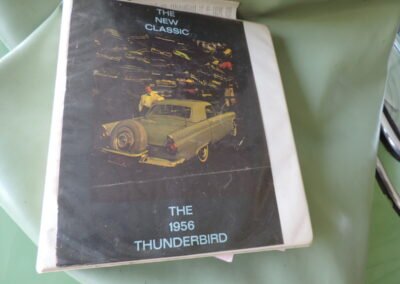 THE
NEW
CLASSIC
THE
1956
THUNDERBIRD